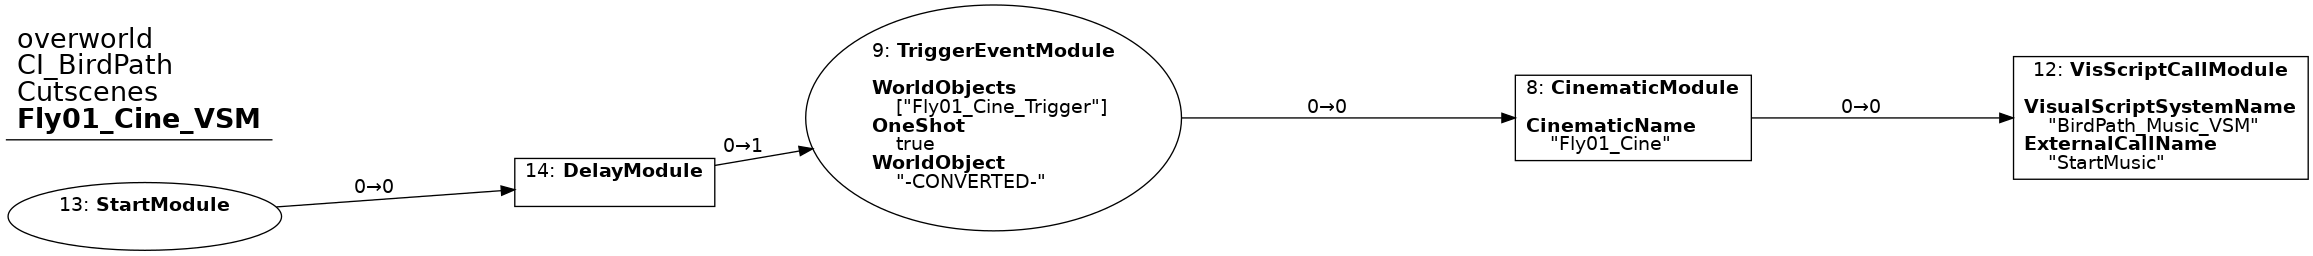 overworld
CI_BirdPath
Cutscenes
Fly01_Cine_VSM
13: StartModule
0→0
14: DelayModule
0→1
9: TriggerEventModule
WorldObjects
["Fly01_Cine_Trigger"]
OneShot
true
WorldObject
"-CONVERTED-"
0→0
8: CinematicModule
CinematicName
"Fly01_Cine"
0→0
12: VisScriptCallModule
VisualScriptSystemName
"BirdPath_Music_VSM"
ExternalCallName
"StartMusic"